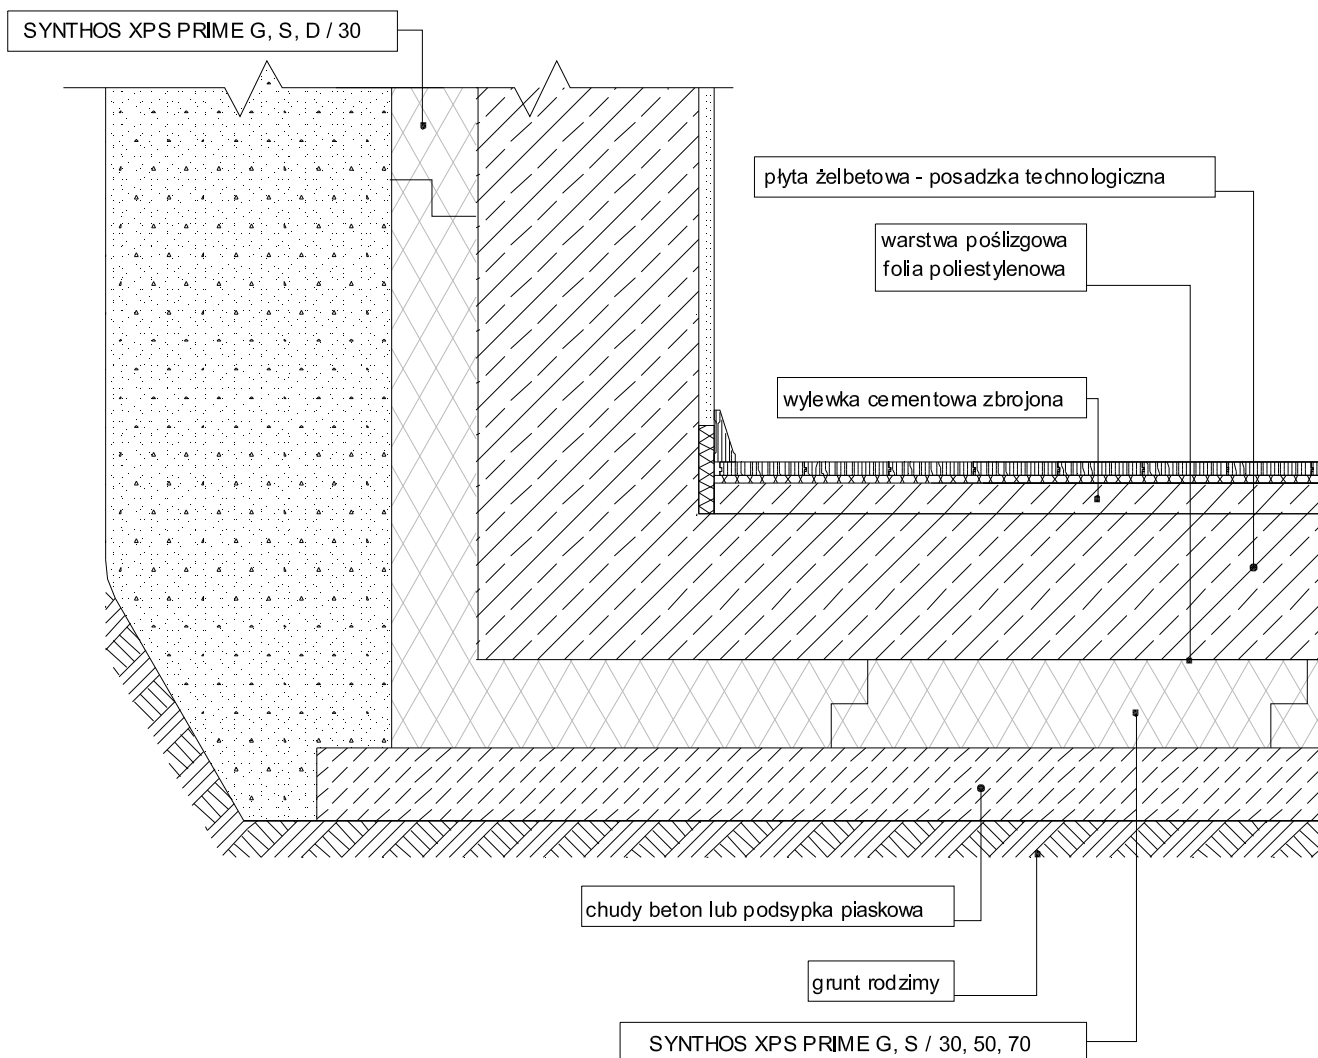 SYNTHOS XPS PRIME G, S, D / 30
płyta żelbetowa - posadzka technologiczna
warstwa poślizgowa
folia poliestylenowa
wylewka cementowa zbrojona
chudy beton lub podsypka piaskowa
grunt rodzimy
SYNTHOS XPS PRIME G, S / 30, 50, 70